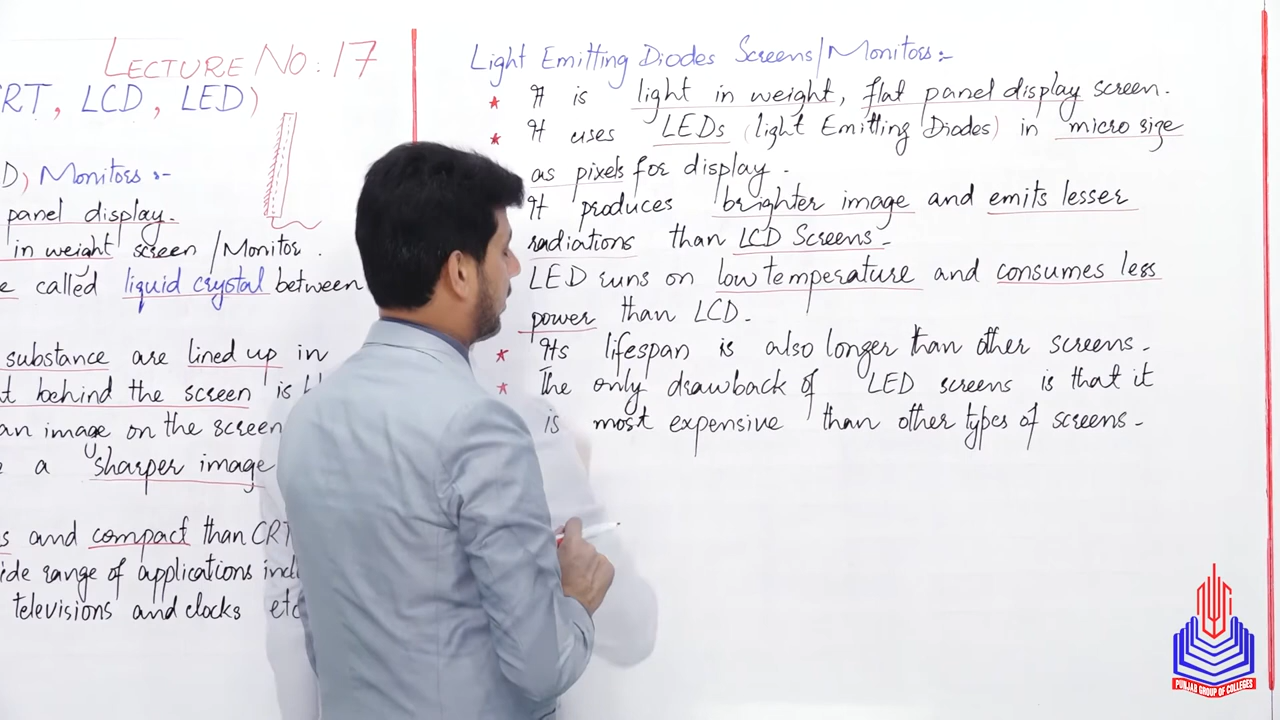 LECTURE NO: 17
CRT, LCD, LED)
D) Monitors :-
panel display.
in weight screen / Monitor.
called liquid crystal between
substance are lined up in
behind the screen is
an image on the screen
a sharper image
and compact than CRT
range of applications
televisions and clocks etc
Light Emitting Diodes Screens/Monitors:-
* It is light in weight, flat panel display screen.
* It uses LEDs (light Emitting Diodes) in micro size
as pixels for display.
It produces brighter image and emits lesser
radiations than LCD Screens.
LED runs on low temperature and consumes less
power than LCD.
* Its lifespan is also longer than other screens.
* The only drawback of LED screens is that it
is most expensive than other types of screens.
PUNJAB GROUP OF COLLEGES